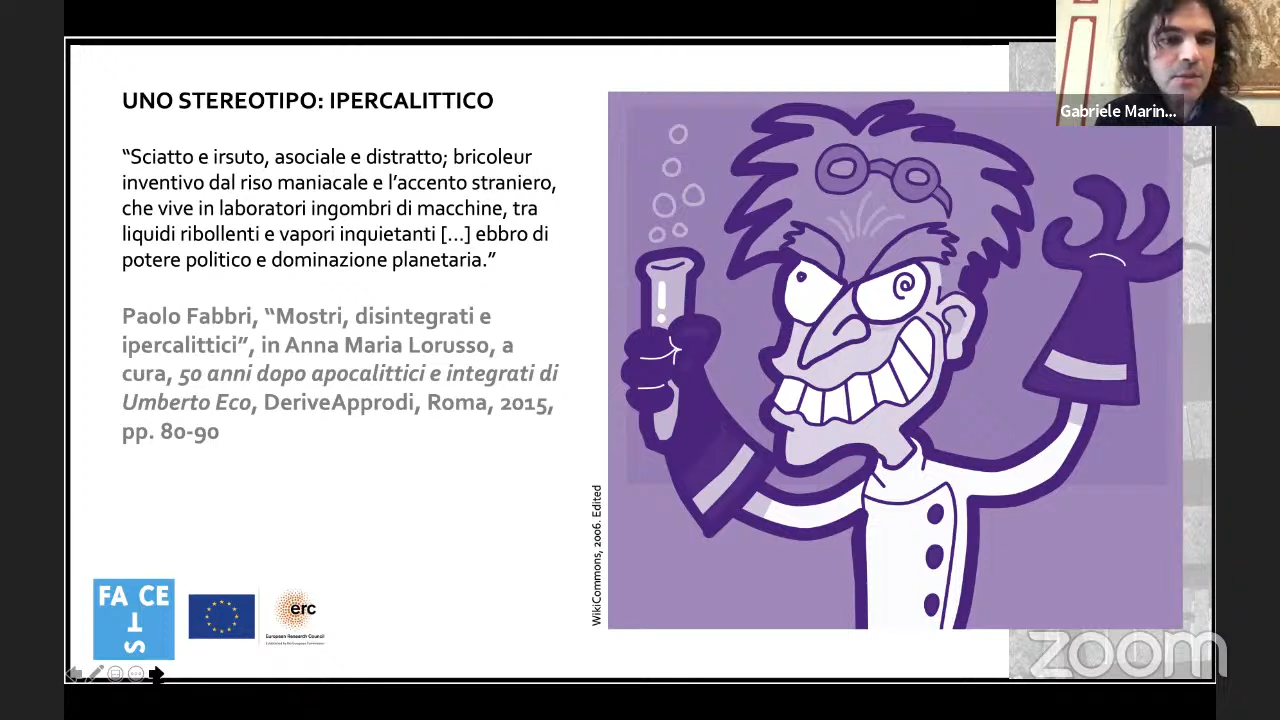 UNO STEREOTIPO: IPERCALITTICO
“Sciatto e irsuto, asociale e distratto; bricoleur
inventivo dal riso maniacale e l’accento straniero,
che vive in laboratori ingombri di macchine, tra
liquidi ribollenti e vapori inquietanti [...] ebbro di
potere politico e dominazione planetaria.”
Paolo Fabbri, “Mostri, disintegrati e
ipercalittici”, in Anna Maria Lorusso, a
cura, 50 anni dopo apocalittici e integrati di
Umberto Eco, DeriveApprodi, Roma, 2015,
pp. 80-90
WikiCommons, 2006. Edited
Gabriele Marin...
FA CE
TS
erc
European Research Council
zoom